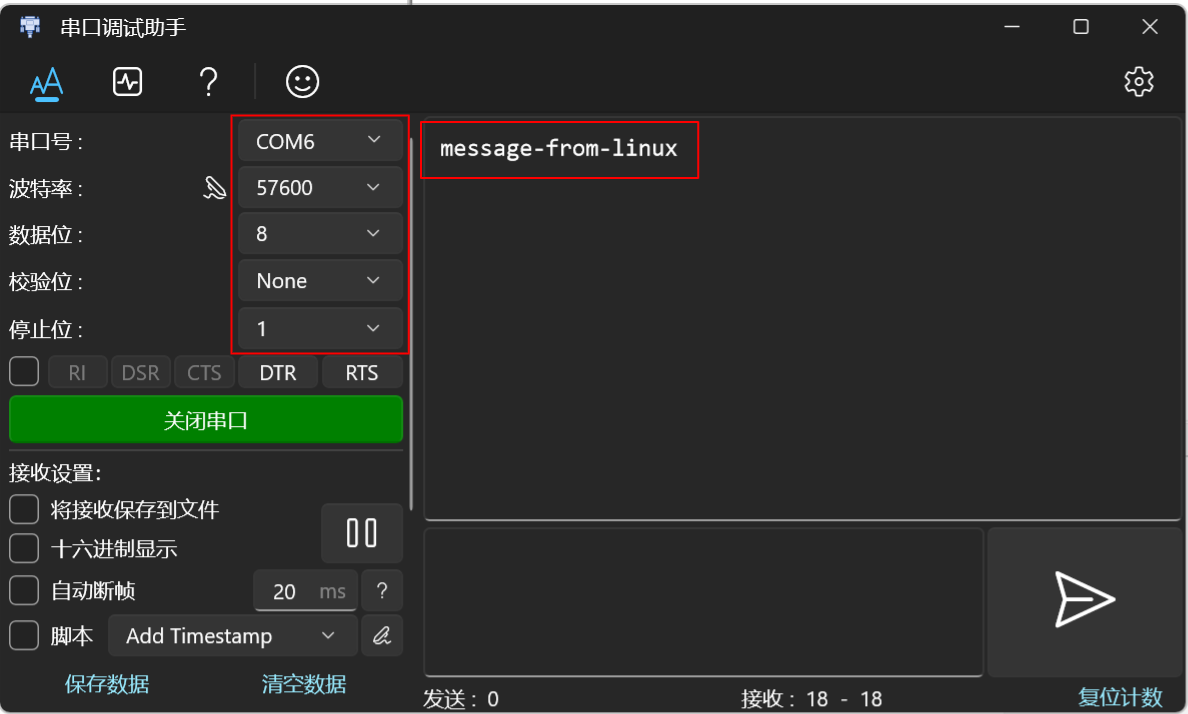 串口调试助手
串口号：
COM6
波特率：
57600
数据位：
8
校验位：
None
停止位：
1
RI DSR CTS DTR RTS
关闭串口
接收设置：
将接收保存到文件
十六进制显示
自动断帧
20 ms ?
脚本
Add Timestamp
保存数据
清空数据
message-from-linux
发送：0
接收：18 - 18
复位计数